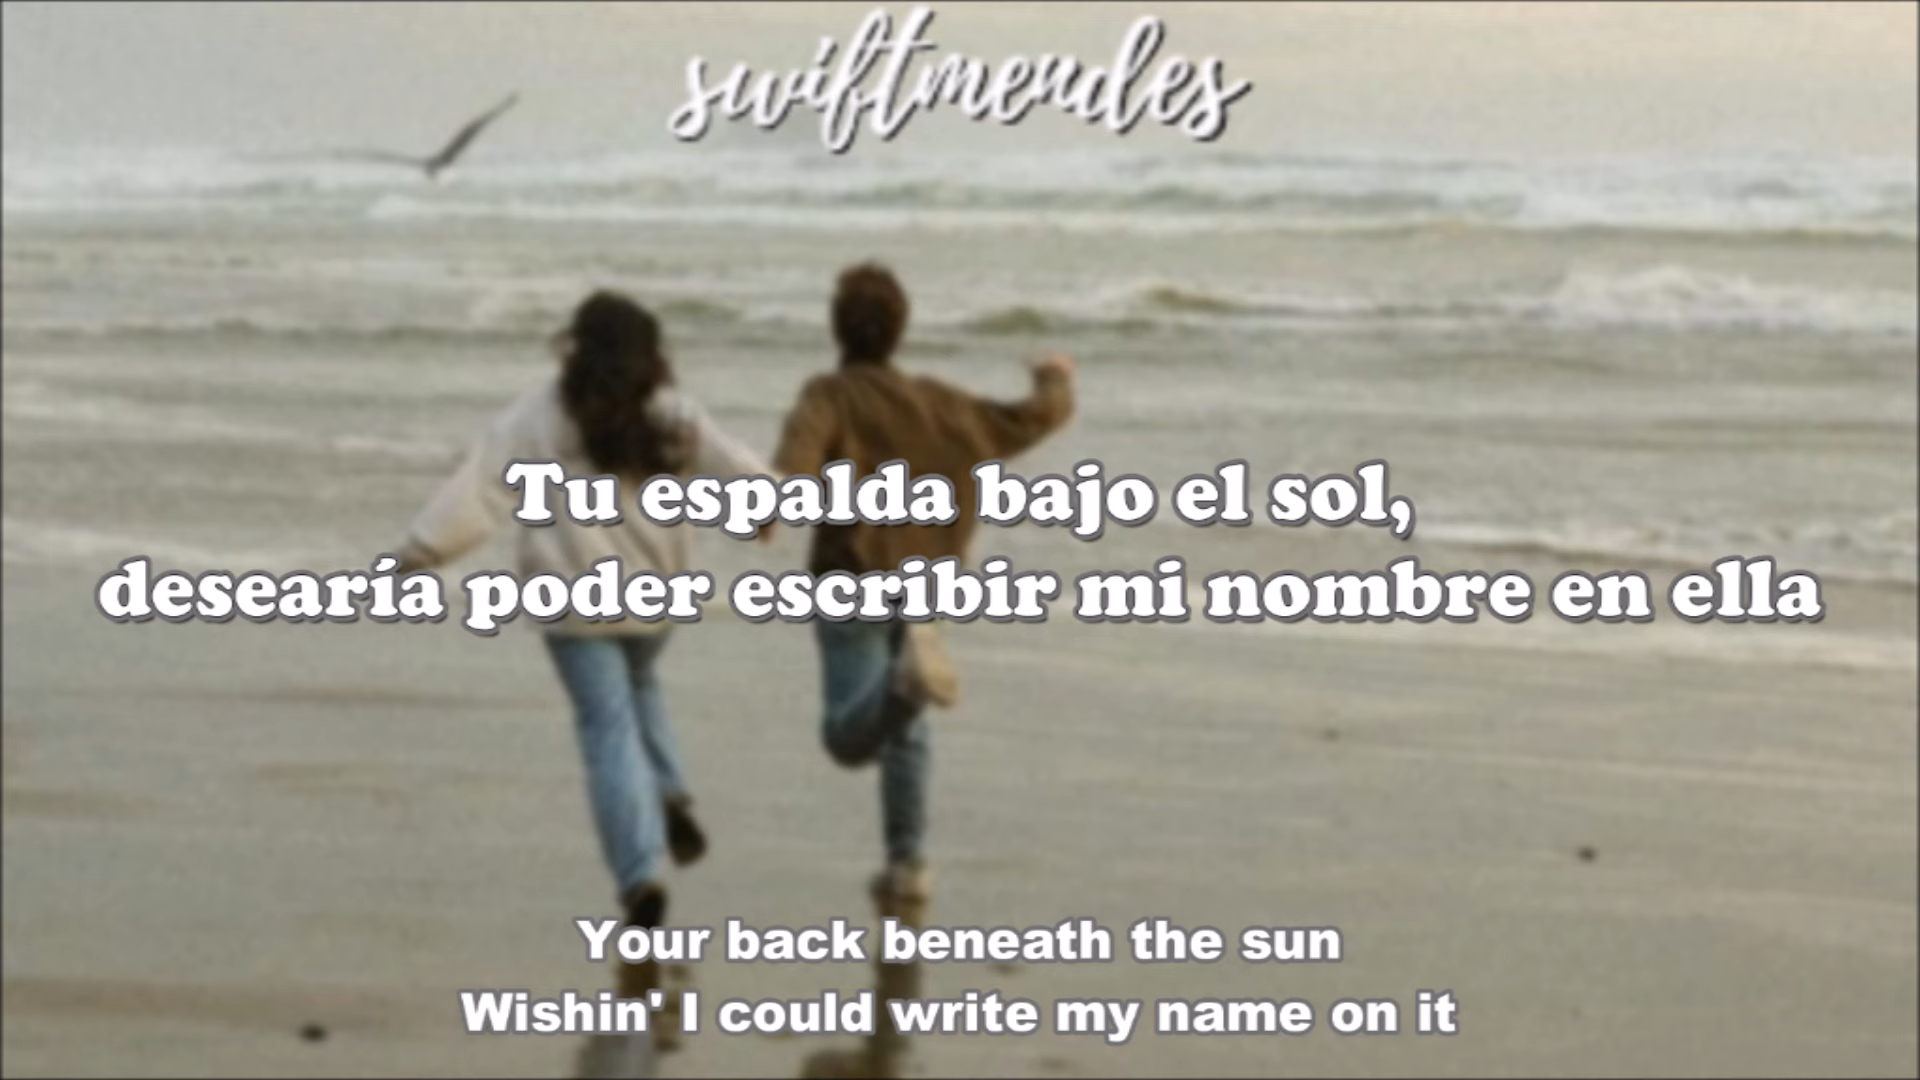 swiftmendes
Tu espalda bajo el sol,
desearía poder escribir mi nombre en ella
Your back beneath the sun
Wishin' I could write my name on it